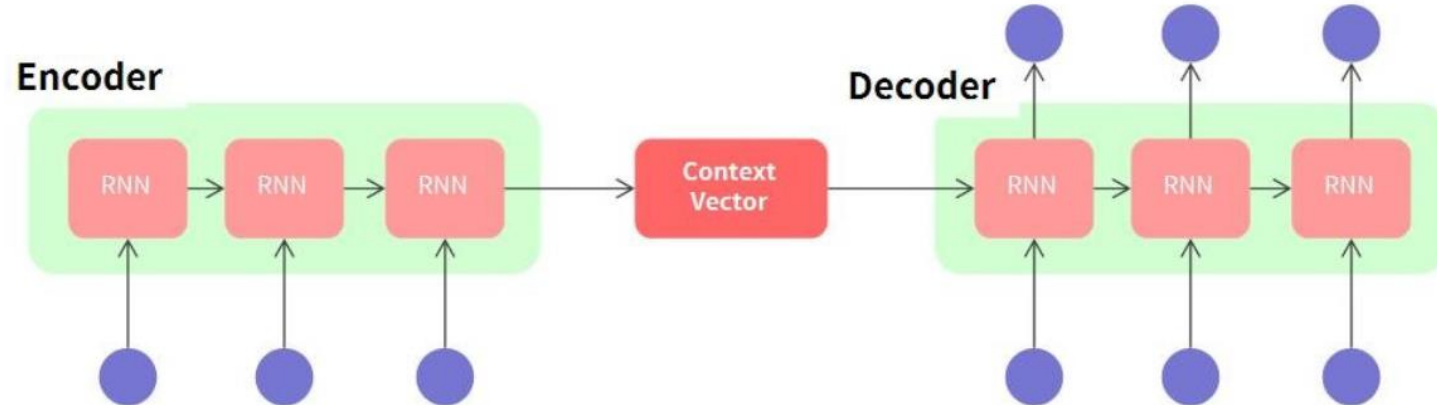 Encoder
Decoder
RNN
RNN
RNN
Context
Vector
RNN
RNN
RNN